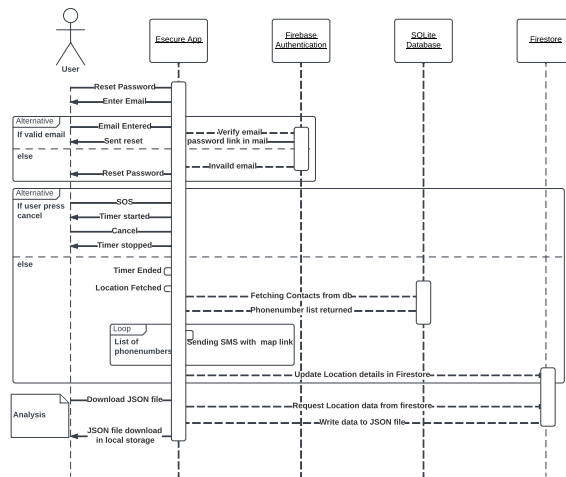 Esecure App
Firebase
Authentication
SQLite
Database
Firestore
User
Reset Password
Enter Email
Alternative
If valid email
Email Entered
Verify email
Sent reset
password link in mail
else
Invaild email
Reset Password
Alternative
If user press
cancel
SOS
Timer started
Cancel
Timer stopped
else
Timer Ended
Location Fetched
Fetching Contacts from db
Phonenumber list returned
Loop
List of
phonenumbers
Sending SMS with map link
Update Location details in Firestore
Download JSON file
Request Location data from firestore
Analysis
Write data to JSON file
JSON file download
in local storage